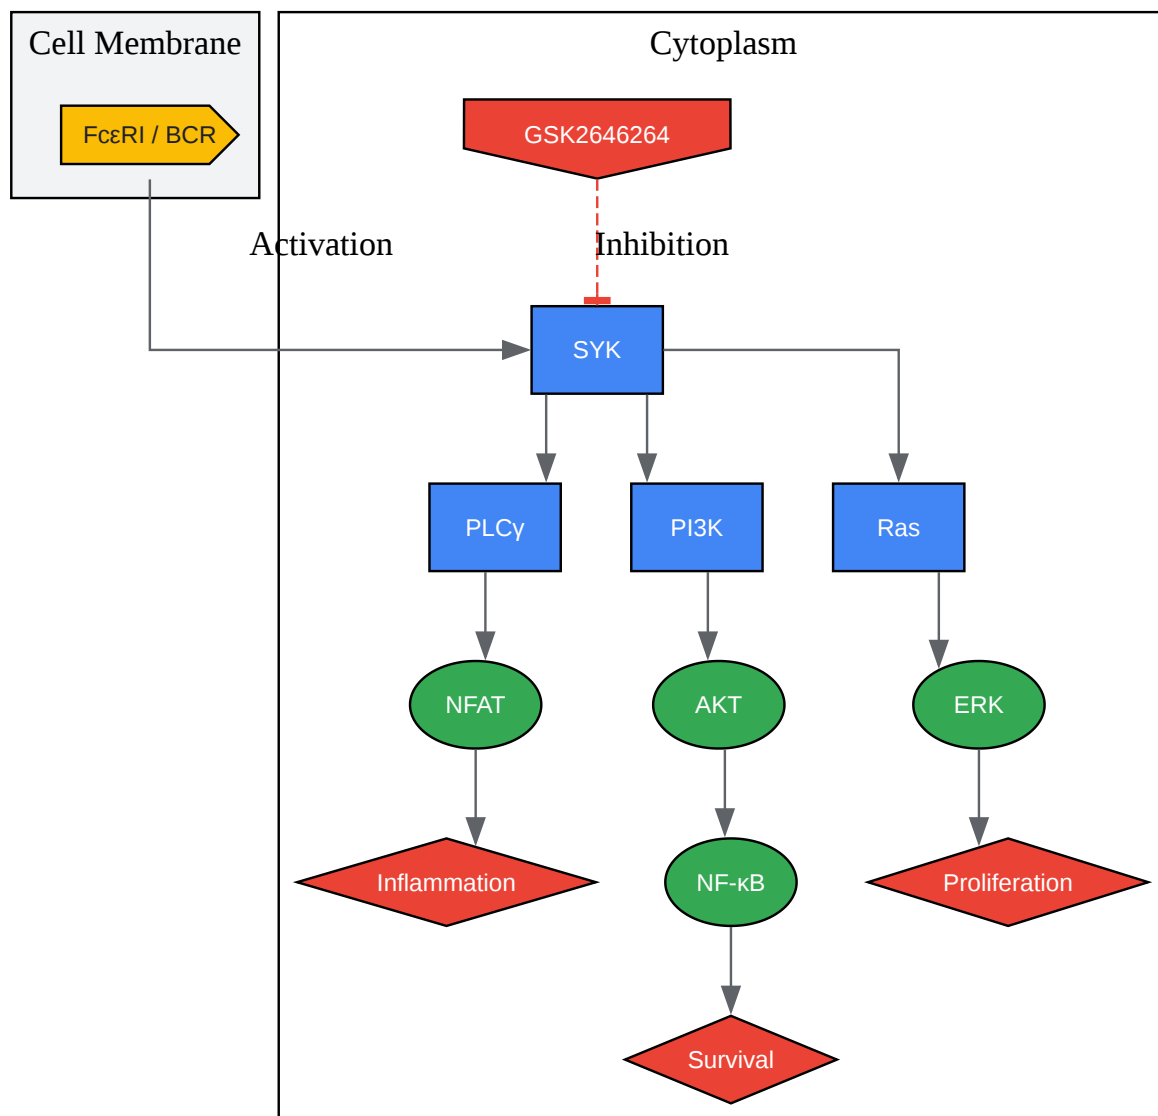 Cell Membrane
Cytoplasm
FcεRI / BCR
GSK2646264
Activation
Inhibition
SYK
PLCγ
PI3K
Ras
NFAT
AKT
ERK
Inflammation
NF-κB
Proliferation
Survival